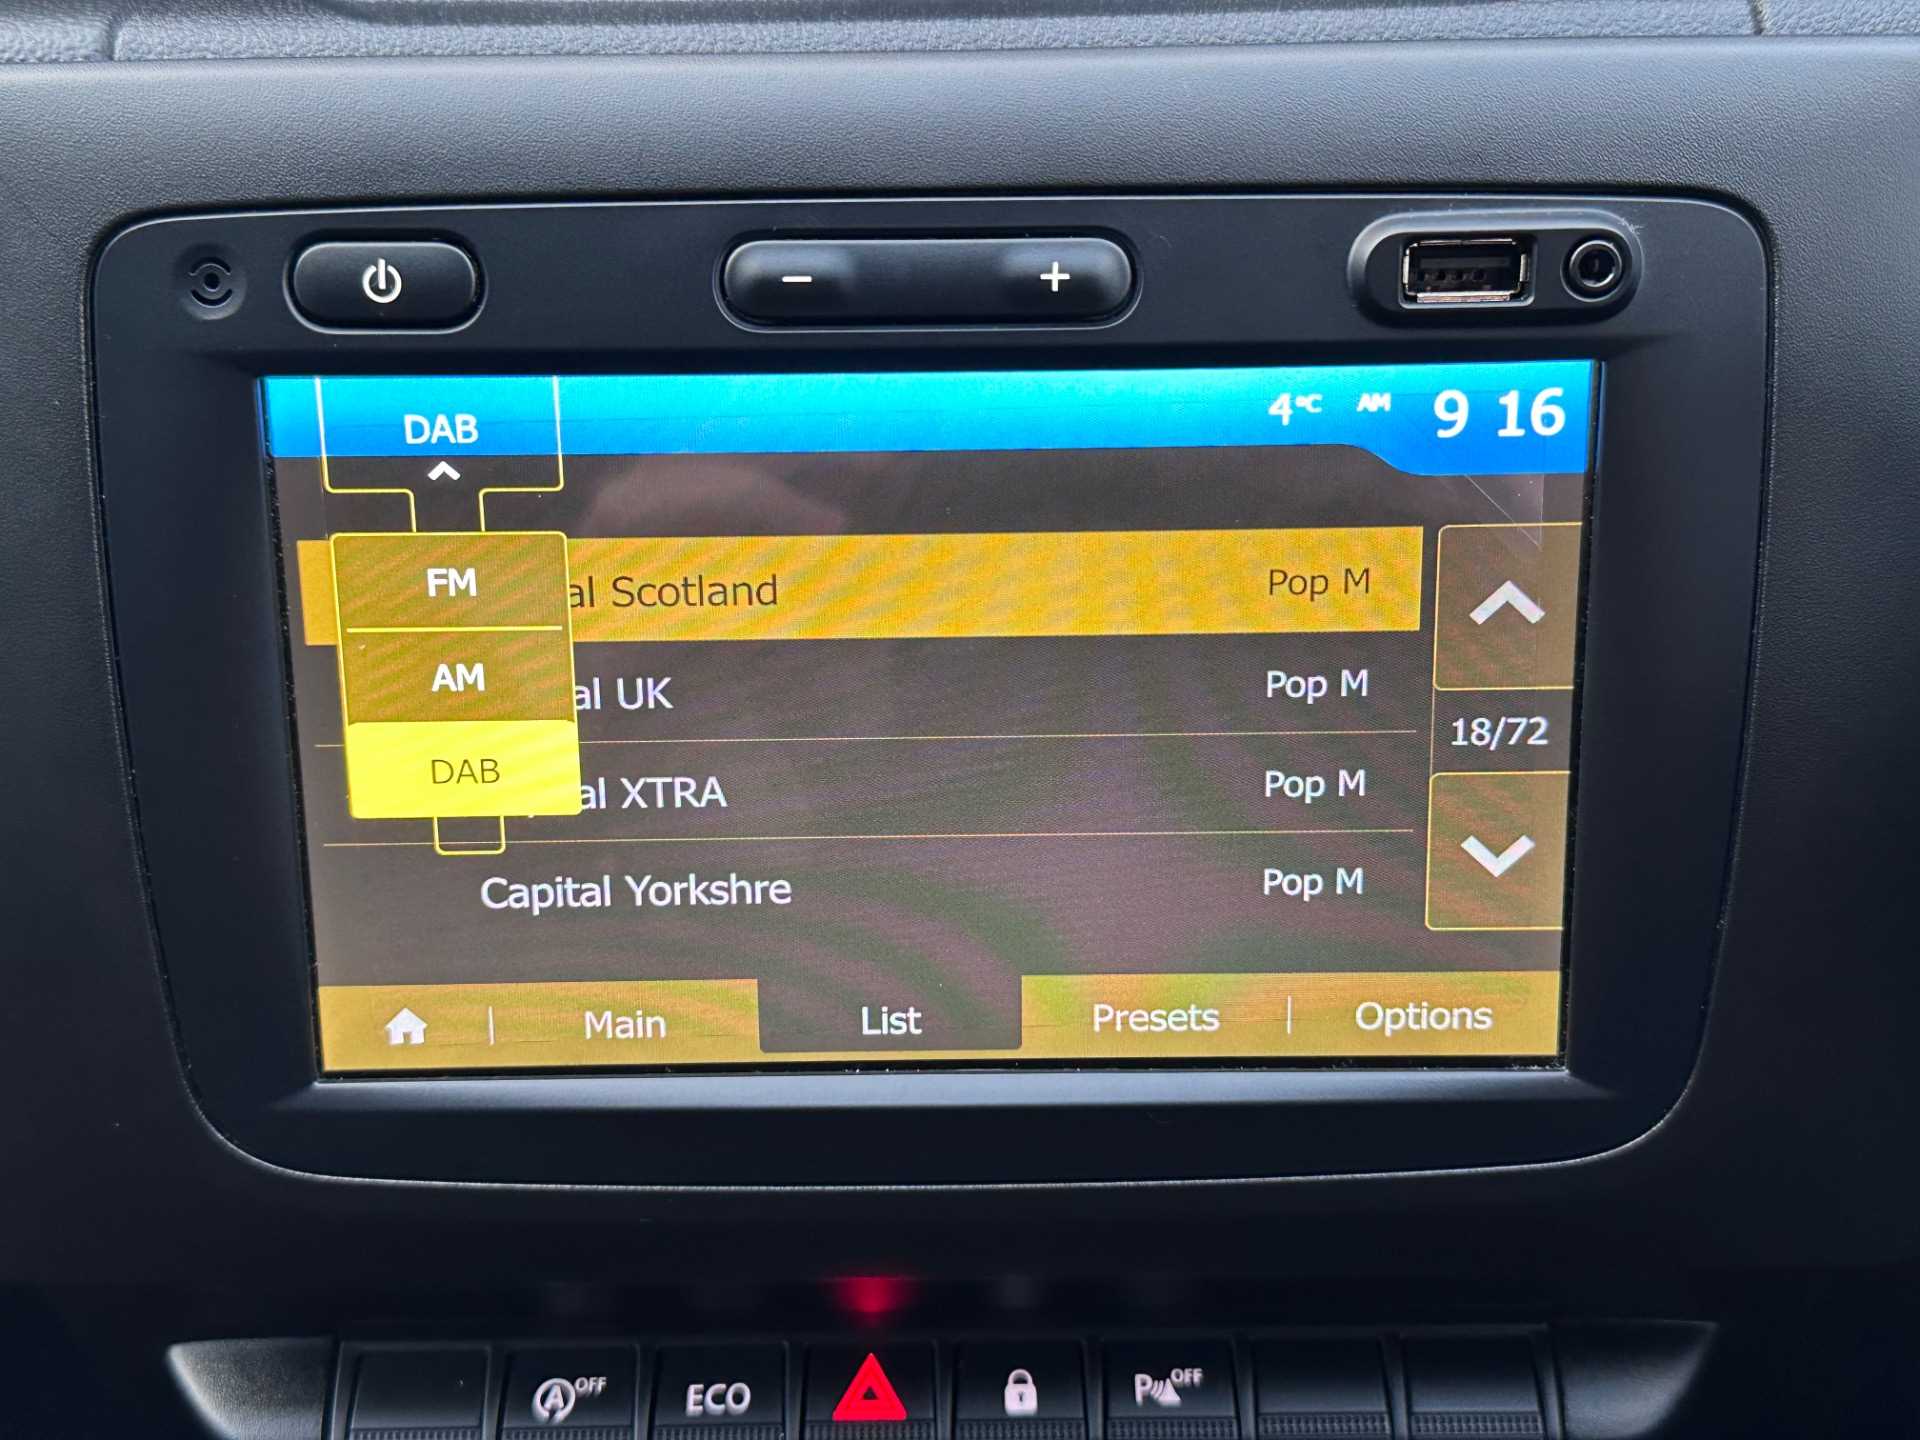 DAB
4°C AM 9 16
FM
al Scotland Pop M
AM
al UK Pop M
18/72
DAB
al XTRA Pop M
Capital Yorkshre Pop M
Main List Presets Options
OFF
ECO
P OFF